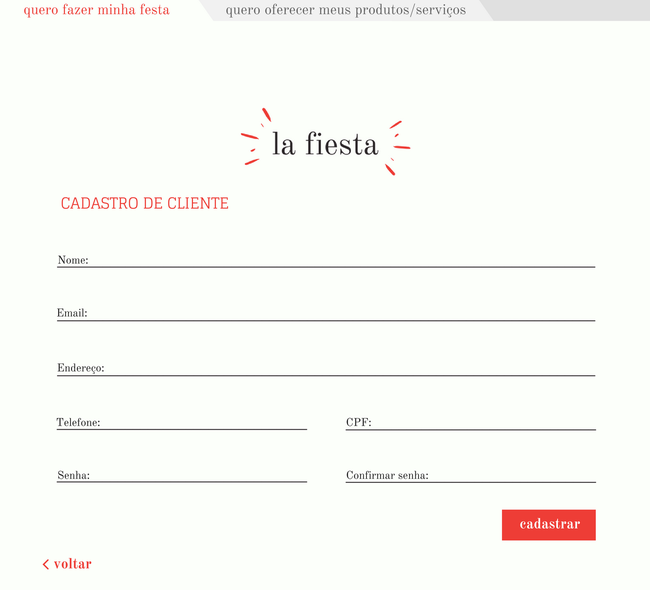 quero fazer minha festa quero oferecer meus produtos/serviços
la fiesta
CADASTRO DE CLIENTE
Nome:
Email:
Endereço:
Telefone: CPF:
Senha: Confirmar senha:
cadastrar
voltar